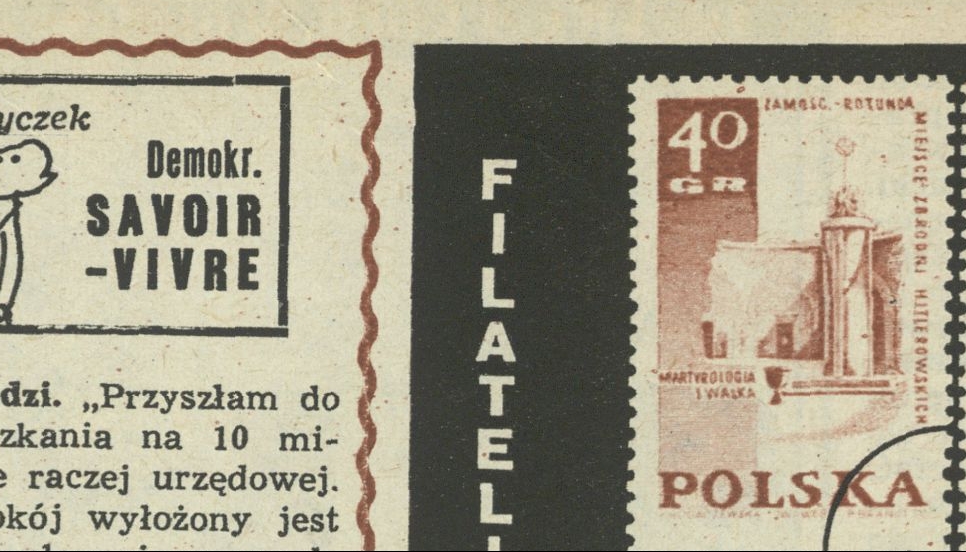 yczek
Demokr.
SAVOIR
-VIVRE
dzi. „Przyszłam do
zkania na 10 mi-
e raczej urzędowej.
okój wyłożony jest
FILATELI
40
GR
ZAMOŚĆ.-ROTUNDA
MIEJSCE ZBRODNI HITLEROWSKICH
MARTYROLOGIA
I WALKA
POLSKA